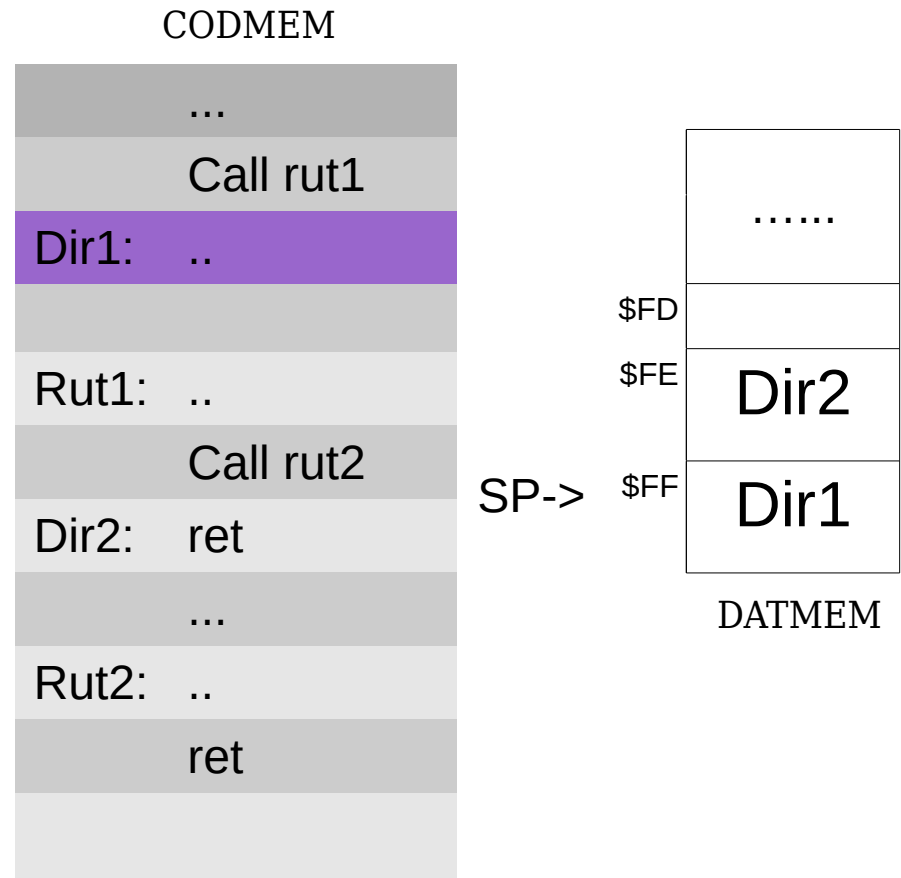 CODMEM
...
Call rut1
Dir1: ..
Rut1: ..
Call rut2
Dir2: ret
...
Rut2: ..
ret
SP->
…...
$FD
$FE Dir2
$FF Dir1
DATMEM